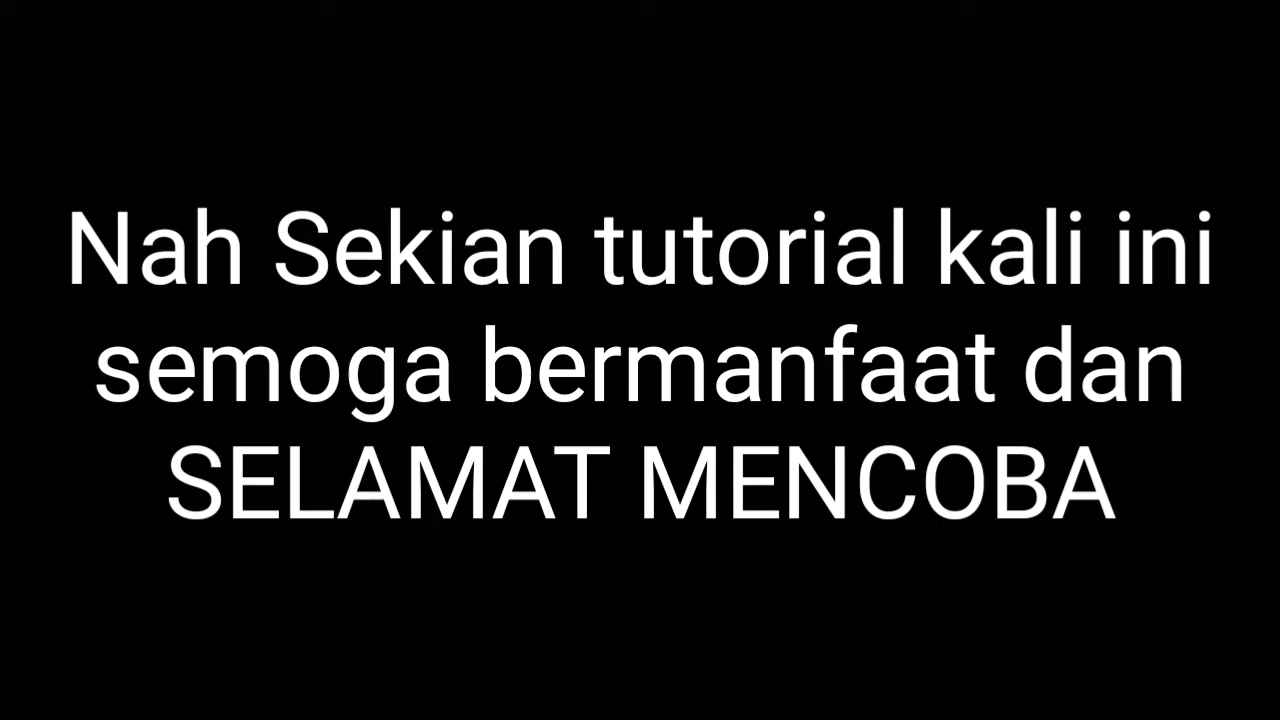 Nah Sekian tutorial kali ini
semoga bermanfaat dan
SELAMAT MENCOBA